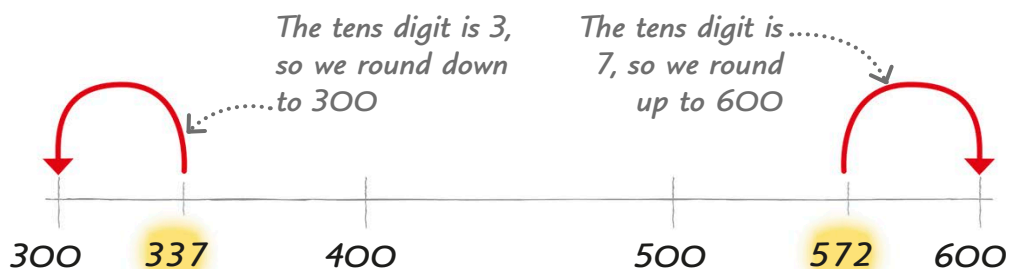 The tens digit is 3,
so we round down
to 300
The tens digit is
7, so we round
up to 600
300 337 400 500 572 600